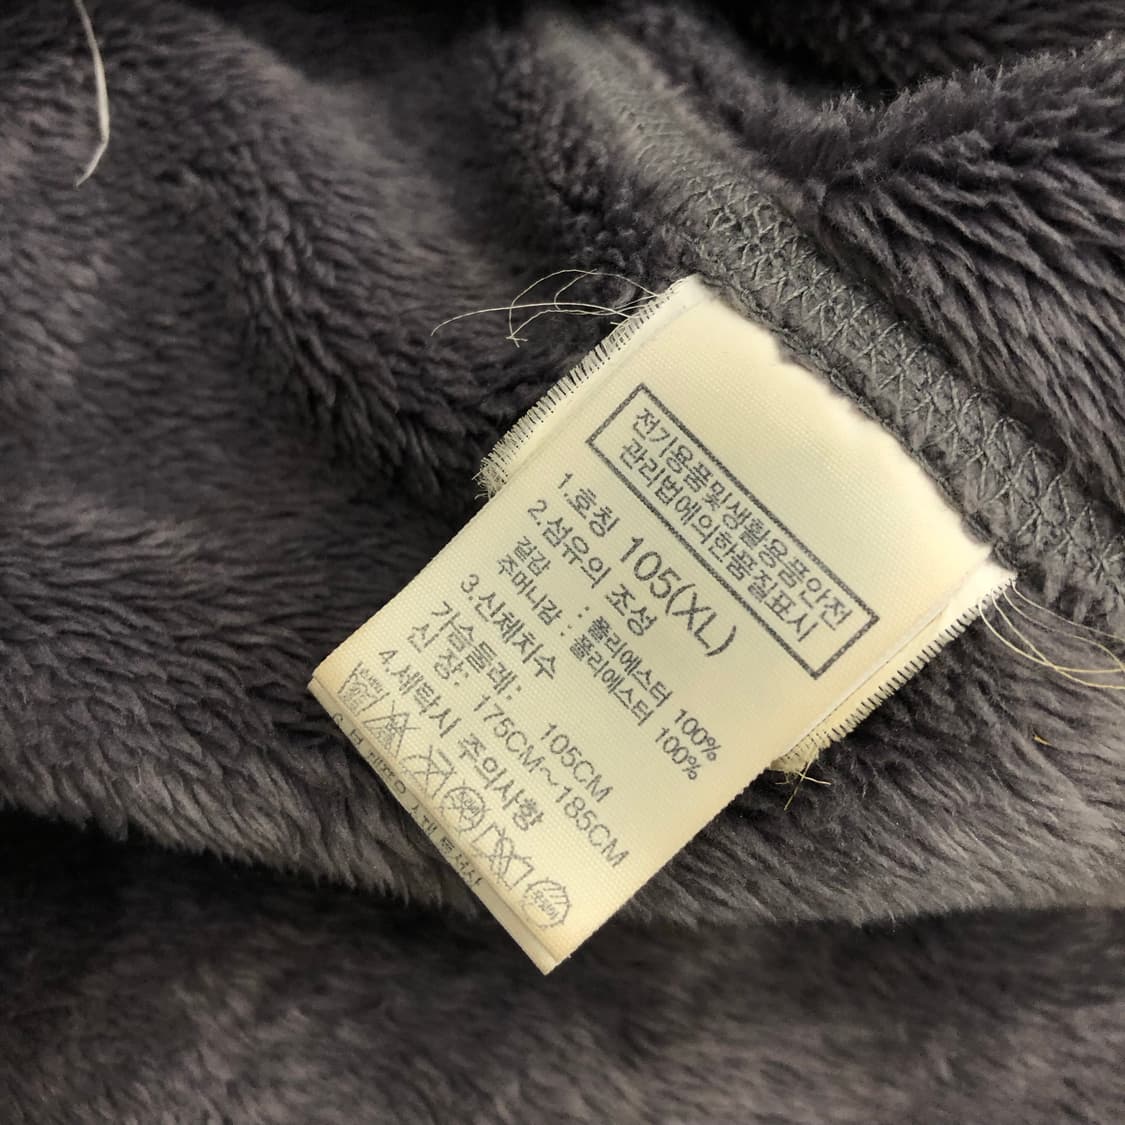 전기용품및생활용품안전
관리법에의한품질표시
1.호칭 105(XL)
2.섬유의 조성
겉감 : 폴리에스터 100%
주머니감 : 폴리에스터 100%
3.신체치수
가슴둘레: 105CM
신 장: 175CM~185CM
4.세탁시 주의사항